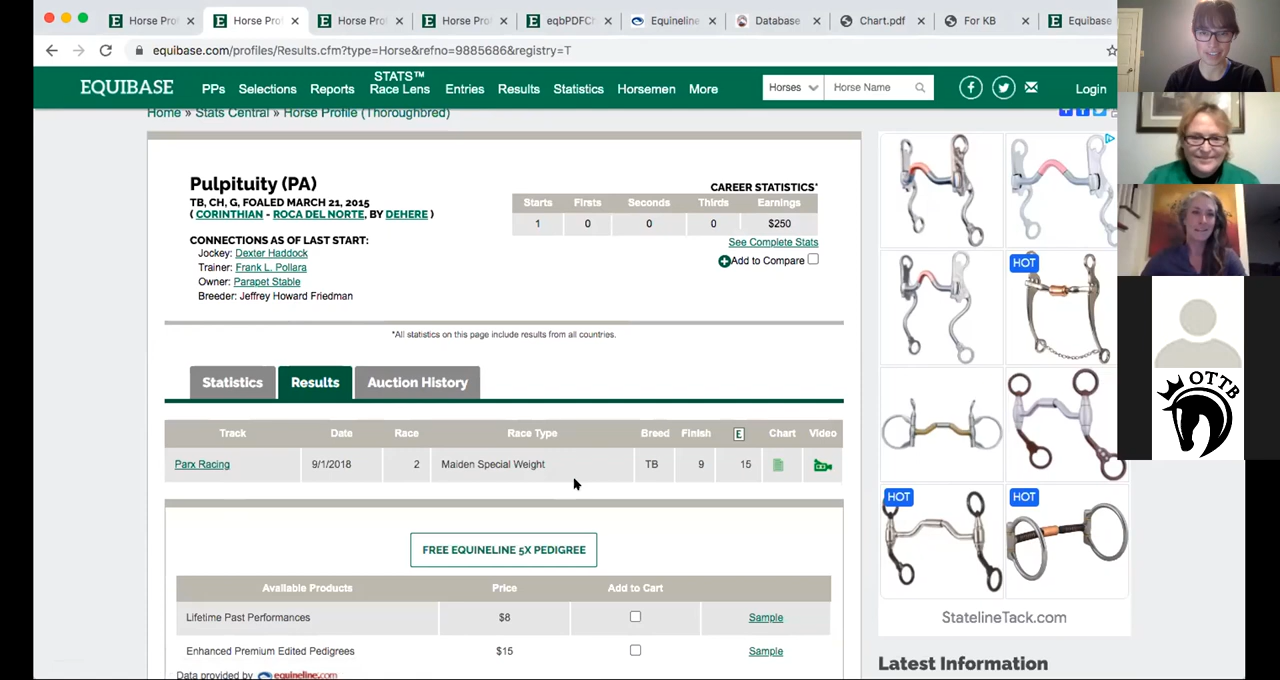 Horse Prof
Horse Prof
Horse Prof
Horse Prof
eqbPDFCh
Equineline
Database
Chart.pdf
For KB
Equibase
equibase.com/profiles/Results.cfm?type=Horse&refno=9885686&registry=T
EQUIBASE
PPs
Selections
Reports
STATS™
Race Lens
Entries
Results
Statistics
Horsemen
More
Horses
Horse Name
Login
Home » Stats Central » Horse Profile (Thoroughbred)
Pulpituity (PA)
TB, CH, G, FOALED MARCH 21, 2015
( CORINTHIAN - ROCA DEL NORTE, BY DEHERE )
CONNECTIONS AS OF LAST START:
Jockey: Dexter Haddock
Trainer: Frank L. Pollara
Owner: Parapet Stable
Breeder: Jeffrey Howard Friedman
CAREER STATISTICS*
Starts Firsts Seconds Thirds Earnings
1 0 0 0 $250
See Complete Stats
Add to Compare
*All statistics on this page include results from all countries.
Statistics
Results
Auction History
Track Date Race Race Type Breed Finish E Chart Video
Parx Racing 9/1/2018 2 Maiden Special Weight TB 9 15
FREE EQUINELINE 5X PEDIGREE
Available Products Price Add to Cart
Lifetime Past Performances $8 Sample
Enhanced Premium Edited Pedigrees $15 Sample
Data provided by equineline.com
HOT
HOT
HOT
StatelineTack.com
Latest Information
OTTB